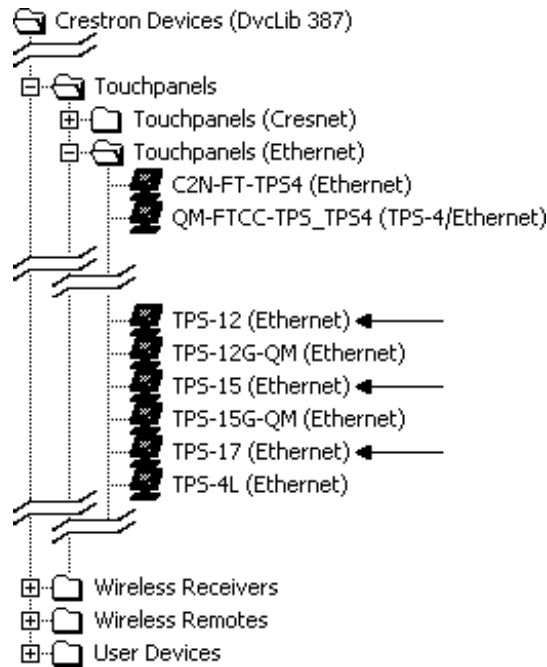 Crestron Devices (DvcLib 387)
Touchpanels
Touchpanels (Cresnet)
Touchpanels (Ethernet)
C2N-FT-TPS4 (Ethernet)
QM-FTCC-TPS_TPS4 (TPS-4/Ethernet)
TPS-12 (Ethernet)
TPS-12G-QM (Ethernet)
TPS-15 (Ethernet)
TPS-15G-QM (Ethernet)
TPS-17 (Ethernet)
TPS-4L (Ethernet)
Wireless Receivers
Wireless Remotes
User Devices